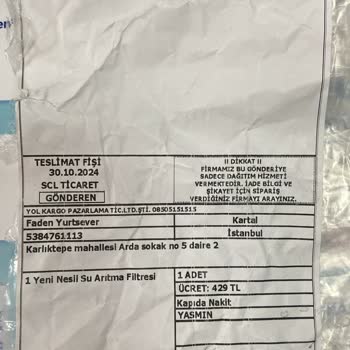 TESLİMAT FİŞİ
30.10.2024
SCL TİCARET
GÖNDEREN
!! DİKKAT !!
FİRMAMIZ BU GÖNDERİYE
SADECE DAĞITIM HİZMETİ
VERMEKTEDİR. İADE BİLGİ VE
ŞİKAYET İÇİN SİPARİŞ
VERDİĞİNİZ FİRMAYI ARAYINIZ.
YOL KARGO PAZARLAMA TİC.LTD.ŞTİ. 08505151515
Faden Yurtsever
Kartal
5384761113
İstanbul
Karlıktepe mahallesi Arda sokak no 5 daire 2
1 Yeni Nesil Su Arıtma Filtresi
1 ADET
ÜCRET: 429 TL
Kapıda Nakit
YASMIN